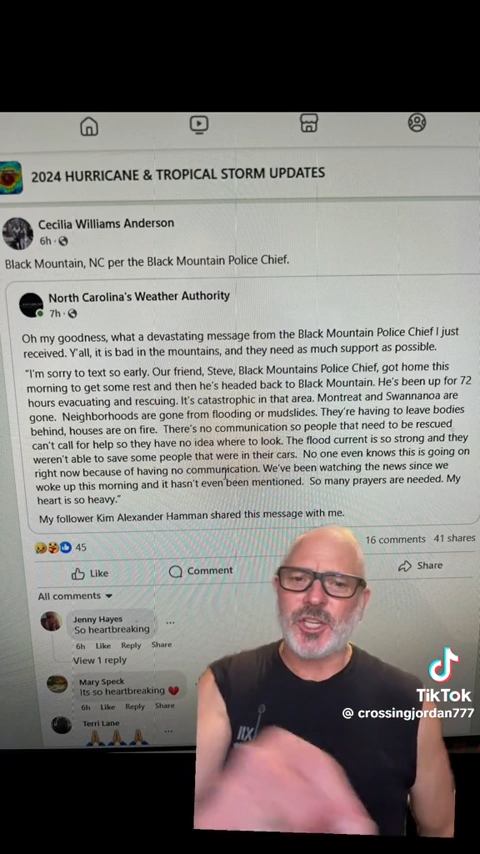 2024 HURRICANE & TROPICAL STORM UPDATES
Cecilia Williams Anderson
6h ·
Black Mountain, NC per the Black Mountain Police Chief.
North Carolina's Weather Authority
7h ·
Oh my goodness, what a devastating message from the Black Mountain Police Chief I just
received. Y'all, it is bad in the mountains, and they need as much support as possible.
"I'm sorry to text so early. Our friend, Steve, Black Mountains Police Chief, got home this
morning to get some rest and then he's headed back to Black Mountain. He's been up for 72
hours evacuating and rescuing. It's catastrophic in that area. Montreat and Swannanoa are
gone. Neighborhoods are gone from flooding or mudslides. They're having to leave bodies
behind, houses are on fire. There's no communication so people that need to be rescued
can't call for help so they have no idea where to look. The flood current is so strong and they
weren't able to save some people that were in their cars. No one even knows this is going on
right now because of having no communication. We've been watching the news since we
woke up this morning and it hasn't even been mentioned. So many prayers are needed. My
heart is so heavy."
My follower Kim Alexander Hamman shared this message with me.
45
16 comments 41 shares
Like Comment Share
All comments
Jenny Hayes
So heartbreaking
6h Like Reply Share
View 1 reply
Mary Speck
Its so heartbreaking
6h Like Reply Share
Terri Lane
TikTok
@ crossingjordan777